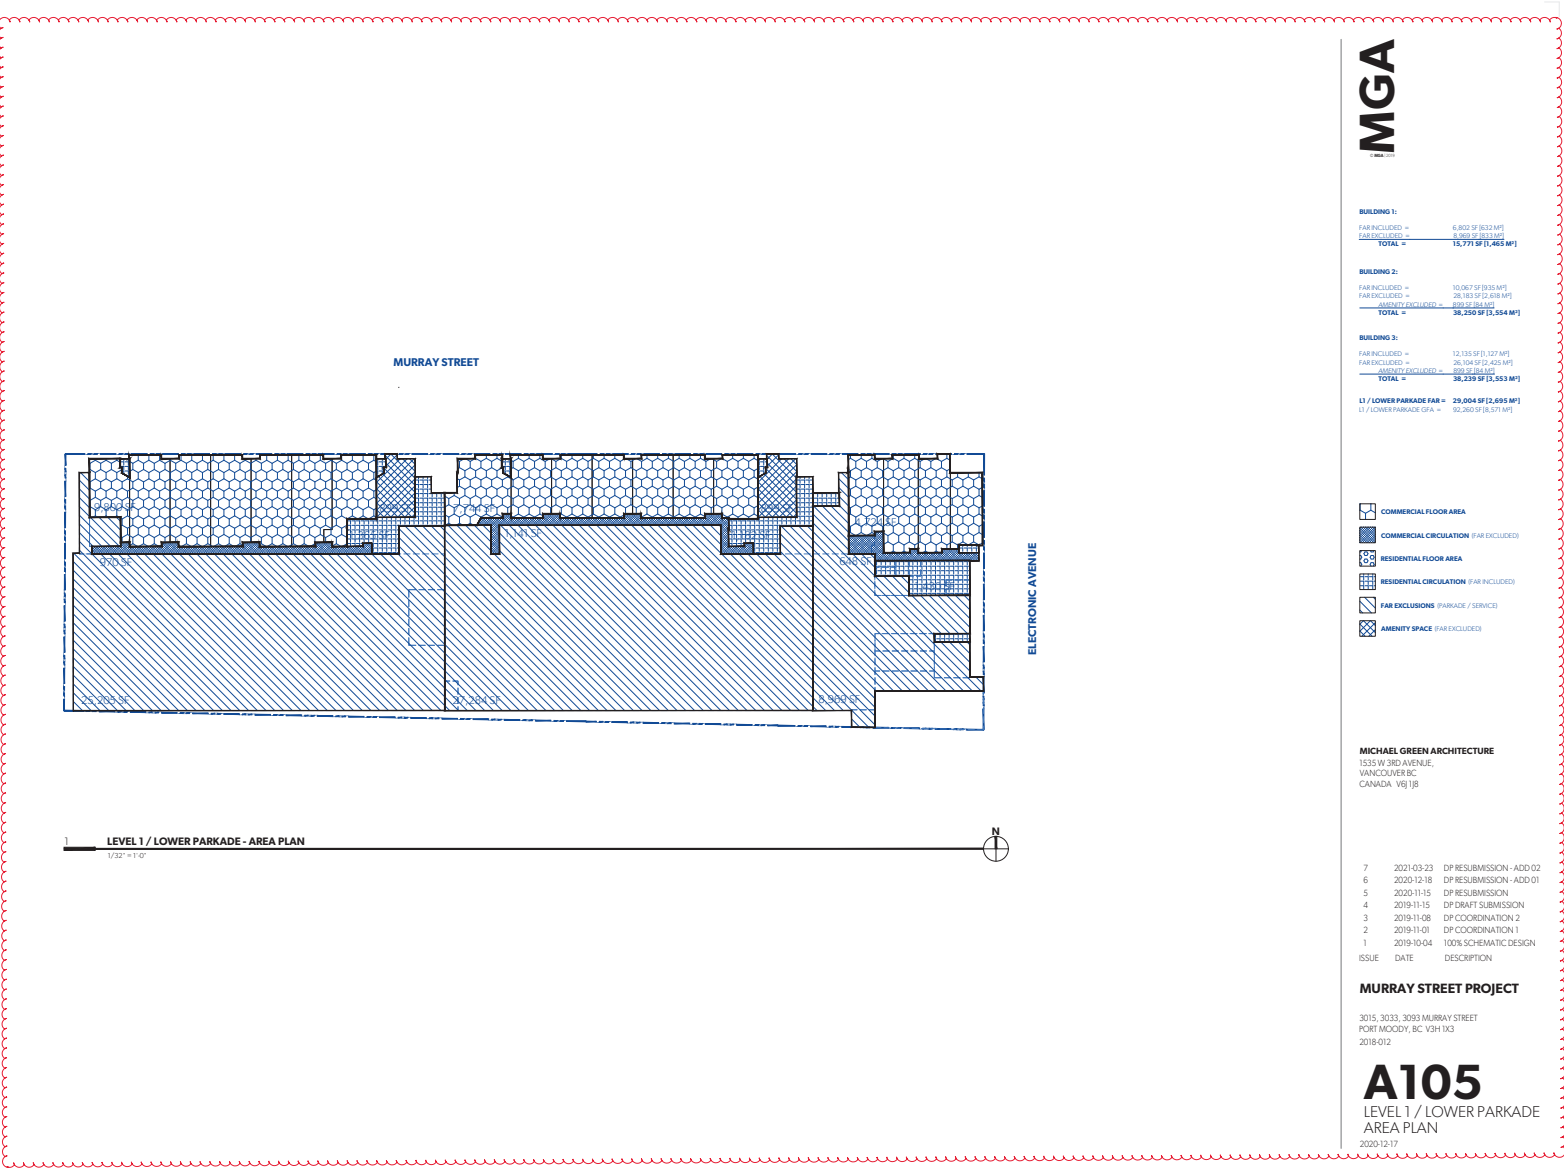 MGA
BUILDING 1:
FAR INCLUDED = 6,802 SF [632 M²]
FAR EXCLUDED = 8,969 SF [833 M²]
TOTAL = 15,771 SF [1,465 M²]
BUILDING 2:
FAR INCLUDED = 10,067 SF [935 M²]
FAR EXCLUDED = 28,183 SF [2,618 M²]
AMENITY EXCLUDED = 899 SF [84 M²]
TOTAL = 38,250 SF [3,554 M²]
BUILDING 3:
FAR INCLUDED = 12,135 SF [1,127 M²]
FAR EXCLUDED = 26,104 SF [2,425 M²]
AMENITY EXCLUDED = 899 SF [84 M²]
TOTAL = 38,239 SF [3,553 M²]
L1 / LOWER PARKADE FAR = 29,004 SF [2,695 M²]
L1 / LOWER PARKADE GFA = 92,260 SF [8,571 M²]
MURRAY STREET
7,744 SF
1,141 SF
970 SF
648 SF
25,205 SF
27,284 SF
8,969 SF
ELECTRONIC AVENUE
COMMERCIAL FLOOR AREA
COMMERCIAL CIRCULATION (FAR EXCLUDED)
RESIDENTIAL FLOOR AREA
RESIDENTIAL CIRCULATION (FAR INCLUDED)
FAR EXCLUSIONS (PARKADE / SERVICE)
AMENITY SPACE (FAR EXCLUDED)
MICHAEL GREEN ARCHITECTURE
1535 W 3RD AVENUE,
VANCOUVER BC
CANADA V6J 1J8
1 LEVEL 1 / LOWER PARKADE - AREA PLAN
1/32" = 1'-0"
N
7 2021-03-23 DP RESUBMISSION - ADD 02
6 2020-12-18 DP RESUBMISSION - ADD 01
5 2020-11-15 DP RESUBMISSION
4 2019-11-15 DP DRAFT SUBMISSION
3 2019-11-08 DP COORDINATION 2
2 2019-11-01 DP COORDINATION 1
1 2019-10-04 100% SCHEMATIC DESIGN
ISSUE DATE DESCRIPTION
MURRAY STREET PROJECT
3015, 3033, 3093 MURRAY STREET
PORT MOODY, BC V3H 1X3
2018-012
A105
LEVEL 1 / LOWER PARKADE
AREA PLAN
2020-12-17